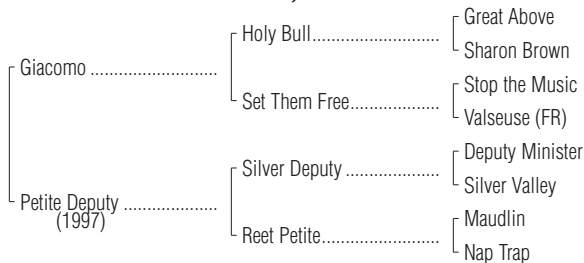 Great Above
Holy Bull
Sharon Brown
Giacomo
Stop the Music
Set Them Free
Valseuse (FR)
Deputy Minister
Silver Deputy
Silver Valley
Petite Deputy
(1997)
Maudlin
Reet Petite
Nap Trap